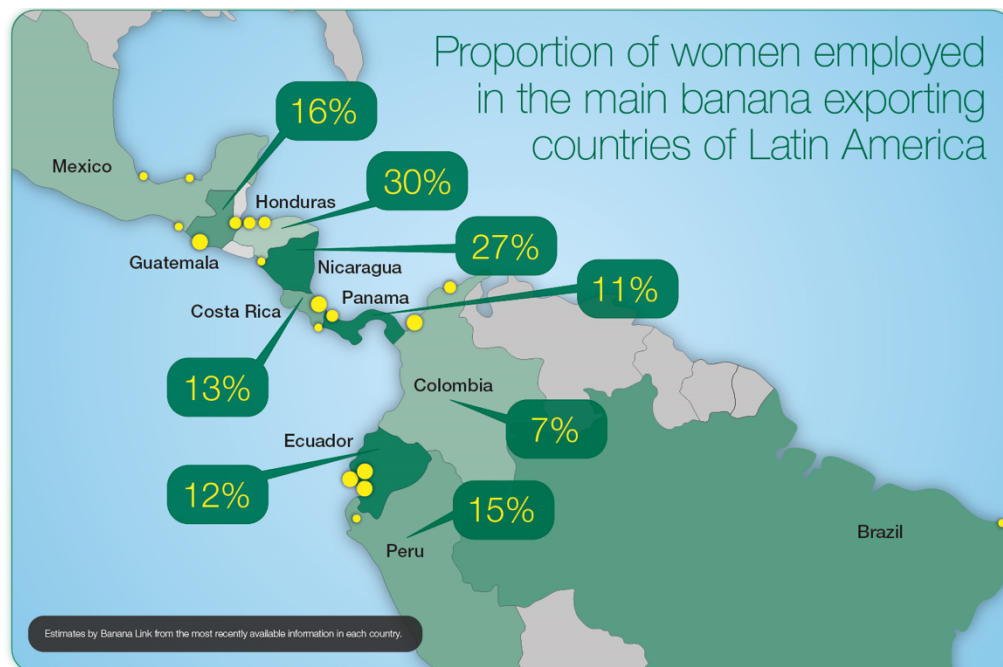 Proportion of women employed
in the main banana exporting
countries of Latin America
16%
Mexico
30%
Honduras
27%
Guatemala
Nicaragua
11%
Panama
Costa Rica
13%
Colombia
7%
Ecuador
12%
15%
Brazil
Peru
Estimates by Banana Link from the most recently available information in each country.